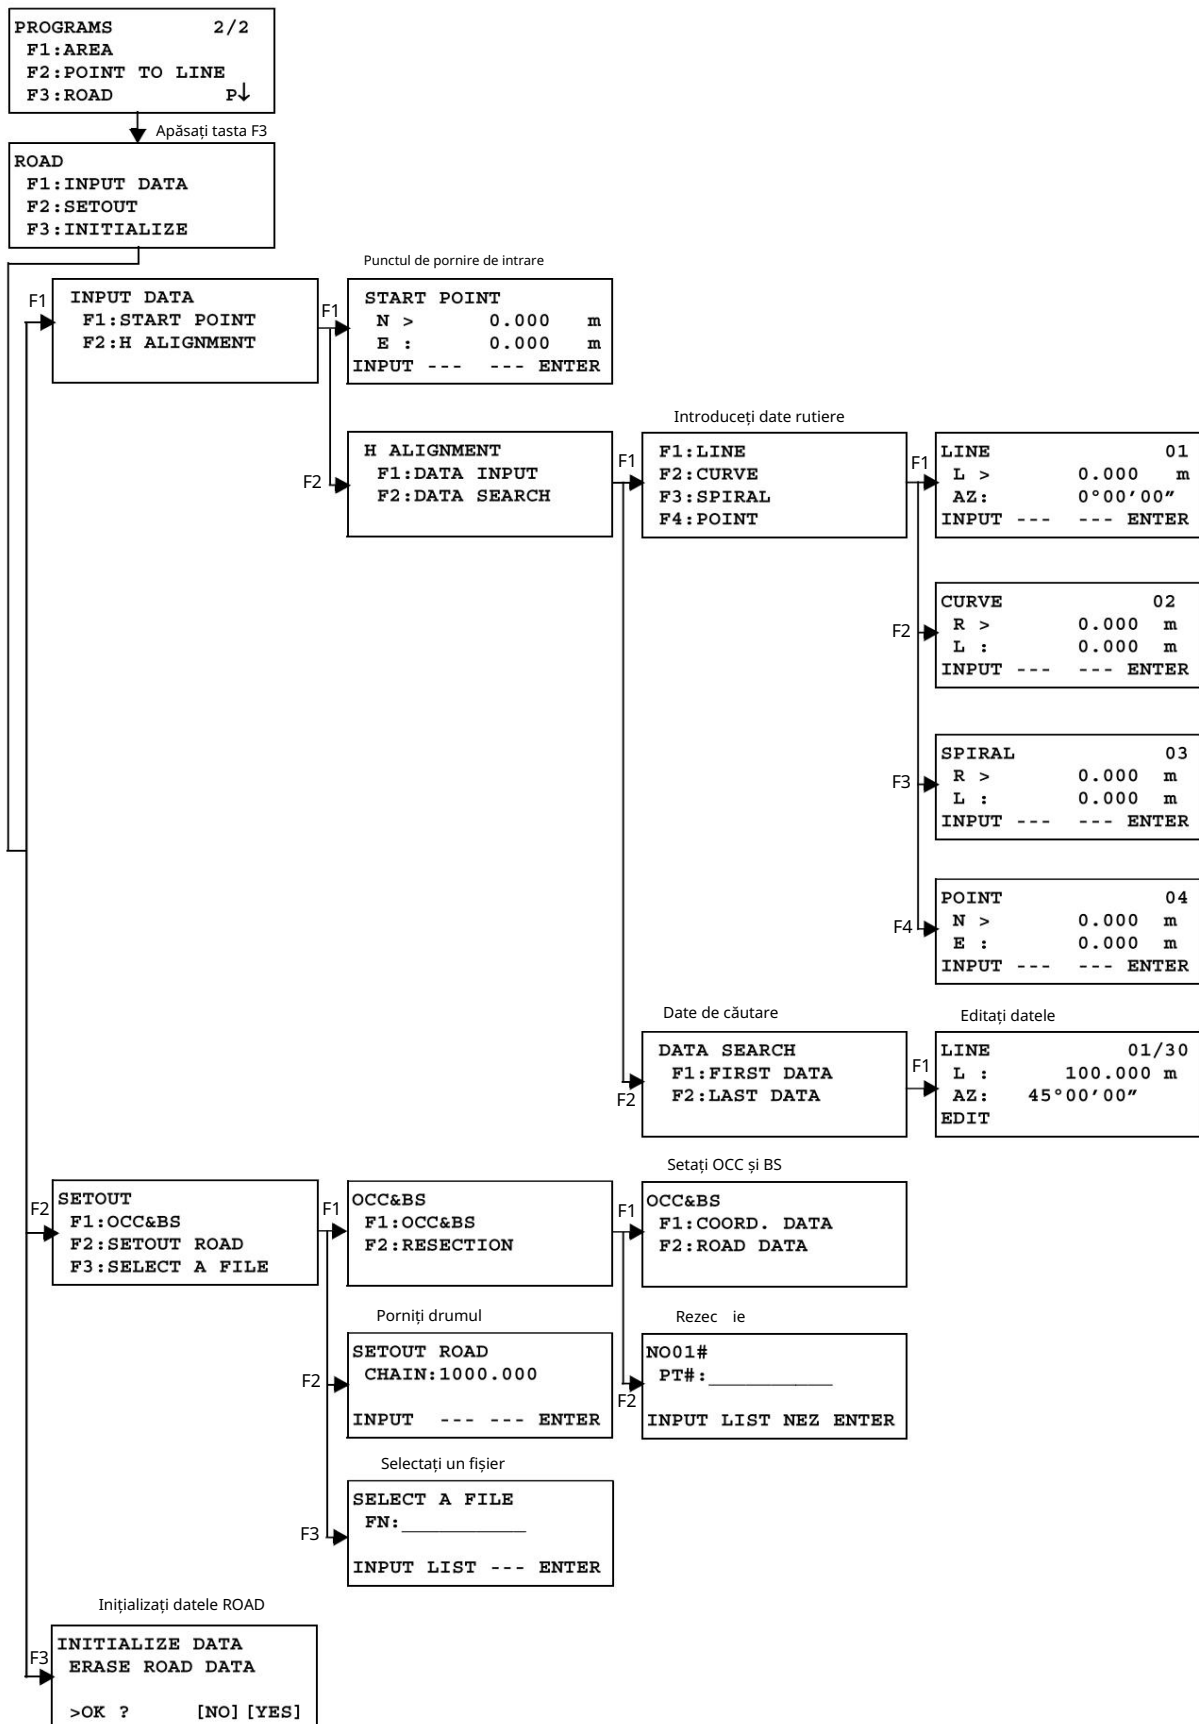 PROGRAMS 2/2
F1:AREA
F2:POINT TO LINE
F3:ROAD P↓
Apăsați tasta F3
ROAD
F1:INPUT DATA
F2:SETOUT
F3:INITIALIZE
F1
INPUT DATA
F1:START POINT
F2:H ALIGNMENT
Punctul de pornire de intrare
F1
START POINT
N > 0.000 m
E : 0.000 m
INPUT --- --- ENTER
F2
H ALIGNMENT
F1:DATA INPUT
F2:DATA SEARCH
Introduceți date rutiere
F1
F1:LINE
F2:CURVE
F3:SPIRAL
F4:POINT
F1
LINE 01
L > 0.000 m
AZ: 0°00'00"
INPUT --- --- ENTER
F2
CURVE 02
R > 0.000 m
L : 0.000 m
INPUT --- --- ENTER
F3
SPIRAL 03
R > 0.000 m
L : 0.000 m
INPUT --- --- ENTER
F4
POINT 04
N > 0.000 m
E : 0.000 m
INPUT --- --- ENTER
Date de căutare
F2
DATA SEARCH
F1:FIRST DATA
F2:LAST DATA
Editați datele
F1
LINE 01/30
L : 100.000 m
AZ: 45°00'00"
EDIT
F2
SETOUT
F1:OCC&BS
F2:SETOUT ROAD
F3:SELECT A FILE
F1
OCC&BS
F1:OCC&BS
F2:RESECTION
Setați OCC și BS
F1
OCC&BS
F1:COORD. DATA
F2:ROAD DATA
Porniți drumul
F2
SETOUT ROAD
CHAIN:1000.000
INPUT --- --- ENTER
Rezec ie
F2
NO01#
PT#:__________
INPUT LIST NEZ ENTER
Selectați un fișier
F3
SELECT A FILE
FN:__________
INPUT LIST --- ENTER
Inițializați datele ROAD
F3
INITIALIZE DATA
ERASE ROAD DATA
>OK ? [NO][YES]